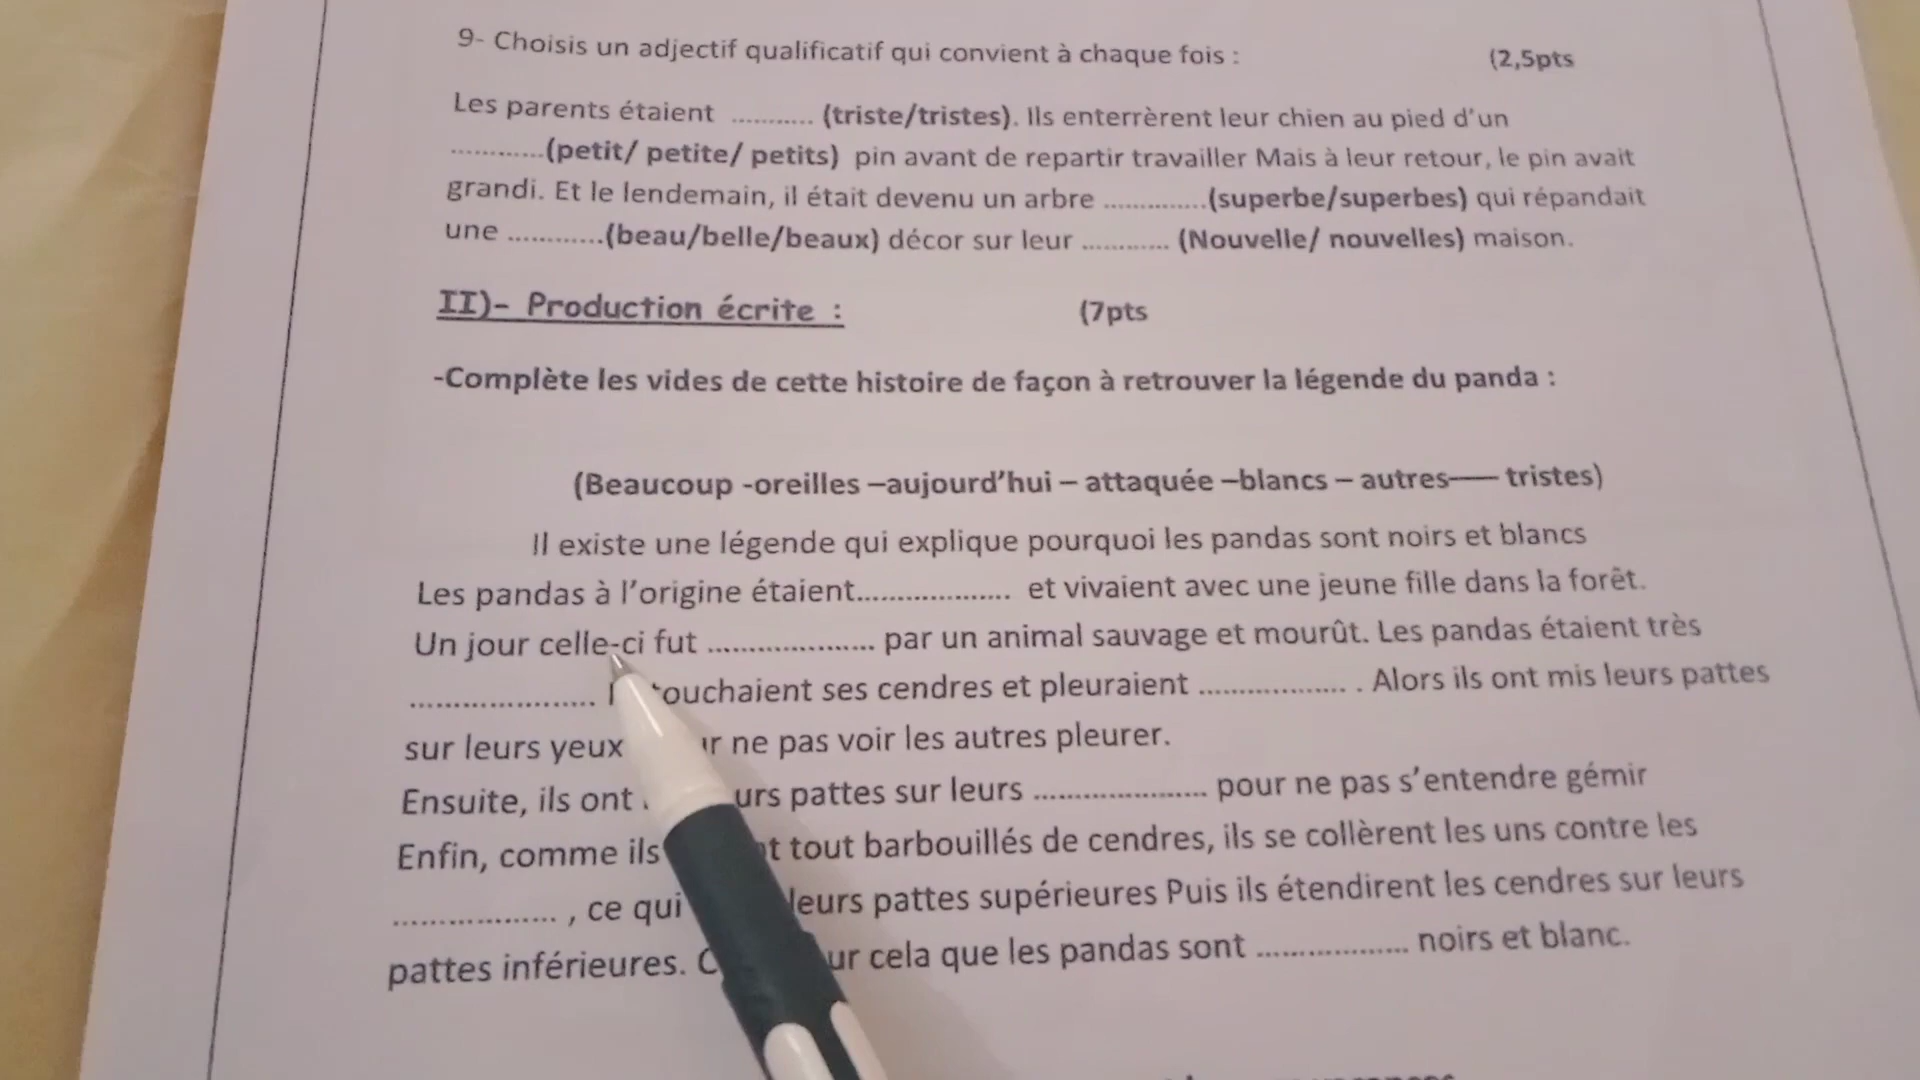 9- Choisis un adjectif qualificatif qui convient à chaque fois : (2,5pts
Les parents étaient ........... (triste/tristes). Ils enterrèrent leur chien au pied d'un
.............(petit/ petite/ petits) pin avant de repartir travailler Mais à leur retour, le pin avait
grandi. Et le lendemain, il était devenu un arbre ..............(superbe/superbes) qui répandait
une .............(beau/belle/beaux) décor sur leur ............ (Nouvelle/ nouvelles) maison.
II)- Production écrite : (7pts
-Complète les vides de cette histoire de façon à retrouver la légende du panda :
(Beaucoup -oreilles –aujourd'hui – attaquée –blancs – autres—– tristes)
Il existe une légende qui explique pourquoi les pandas sont noirs et blancs
Les pandas à l'origine étaient.................... et vivaient avec une jeune fille dans la forêt.
Un jour celle-ci fut ...................... par un animal sauvage et mourût. Les pandas étaient très
........................ touchaient ses cendres et pleuraient .................... . Alors ils ont mis leurs pattes
sur leurs yeux ne pas voir les autres pleurer.
Ensuite, ils ont pattes sur leurs ....................... pour ne pas s'entendre gémir
Enfin, comme ils tout barbouillés de cendres, ils se collèrent les uns contre les
...................... , ce qui leurs pattes supérieures Puis ils étendirent les cendres sur leurs
pattes inférieures. cela que les pandas sont .................... noirs et blanc.